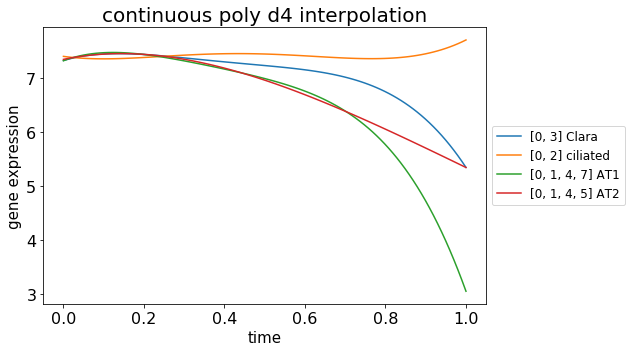 continuous poly d4 interpolation
gene expression
7
6
5
4
3
0.0 0.2 0.4 0.6 0.8 1.0
time
[0, 3] Clara
[0, 2] ciliated
[0, 1, 4, 7] AT1
[0, 1, 4, 5] AT2